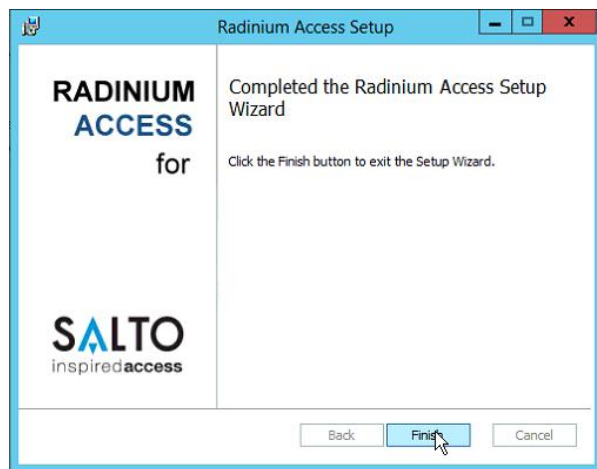 Radinium Access Setup
RADINIUM
ACCESS
for
Completed the Radinium Access Setup
Wizard
Click the Finish button to exit the Setup Wizard.
SALTO
inspiredaccess
Back
Finish
Cancel